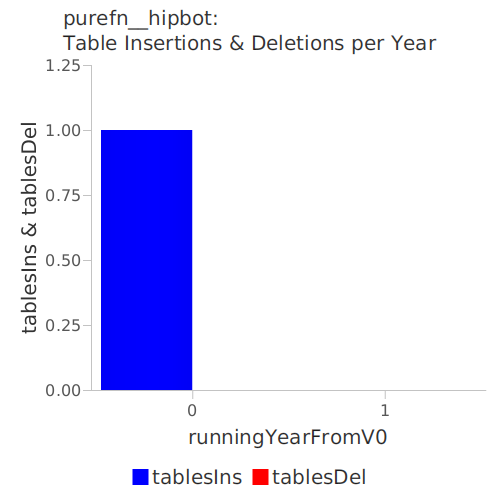 purefn__hipbot:
Table Insertions & Deletions per Year
1.25
1.00
0.75
0.50
0.25
0.00
tablesIns & tablesDel
0 1
runningYearFromV0
tablesIns tablesDel